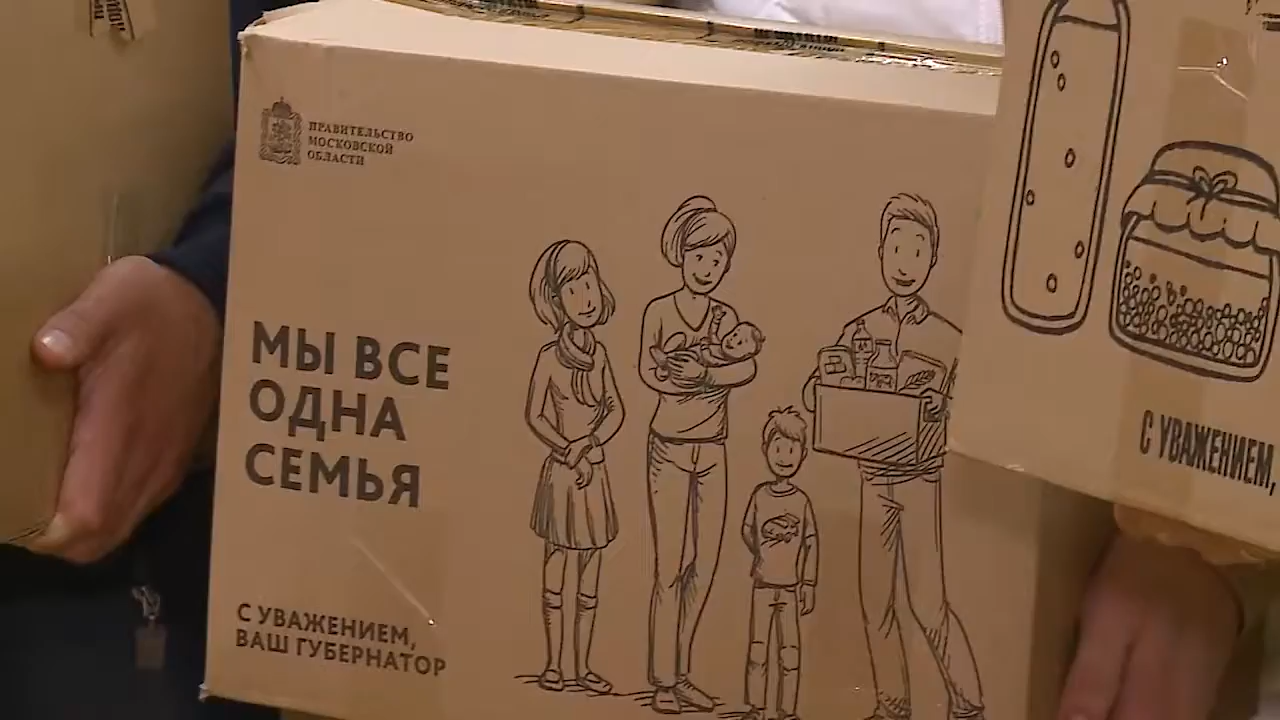 ПРАВИТЕЛЬСТВО
МОСКОВСКОЙ
ОБЛАСТИ
МЫ ВСЕ
ОДНА
СЕМЬЯ
С УВАЖЕНИЕМ,
ВАШ ГУБЕРНАТОР
С УВАЖЕНИЕМ,